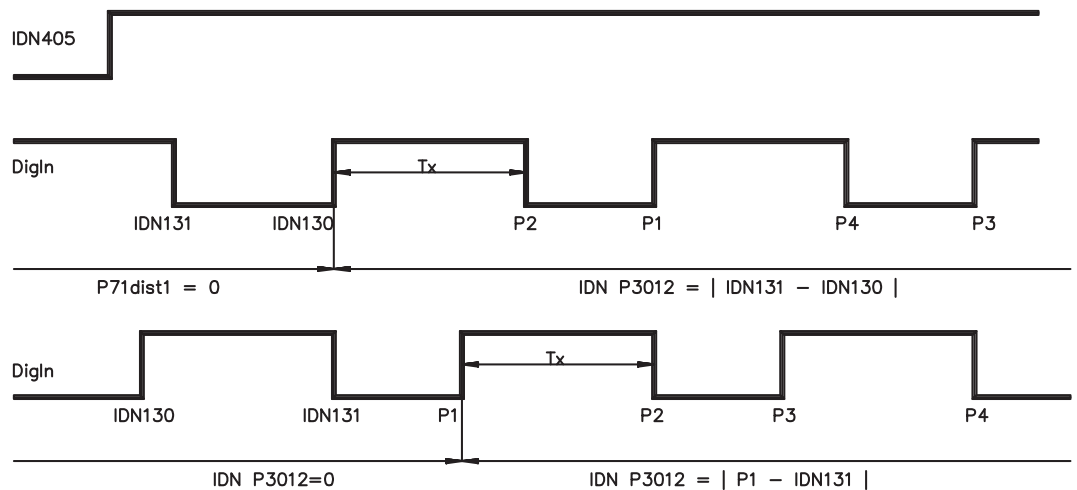 IDN405
DigIn
Tx
IDN131 IDN130 P2 P1 P4 P3
P71dist1 = 0 IDN P3012 = | IDN131 - IDN130 |
DigIn
Tx
IDN130 IDN131 P1 P2 P3 P4
IDN P3012=0 IDN P3012 = | P1 - IDN131 |